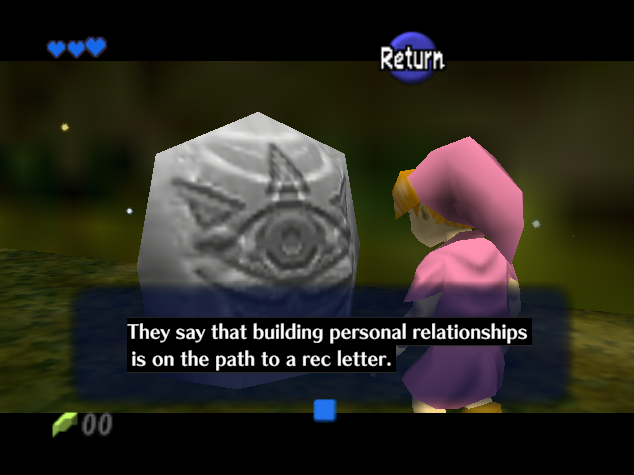 Return
They say that building personal relationships
is on the path to a rec letter.
00